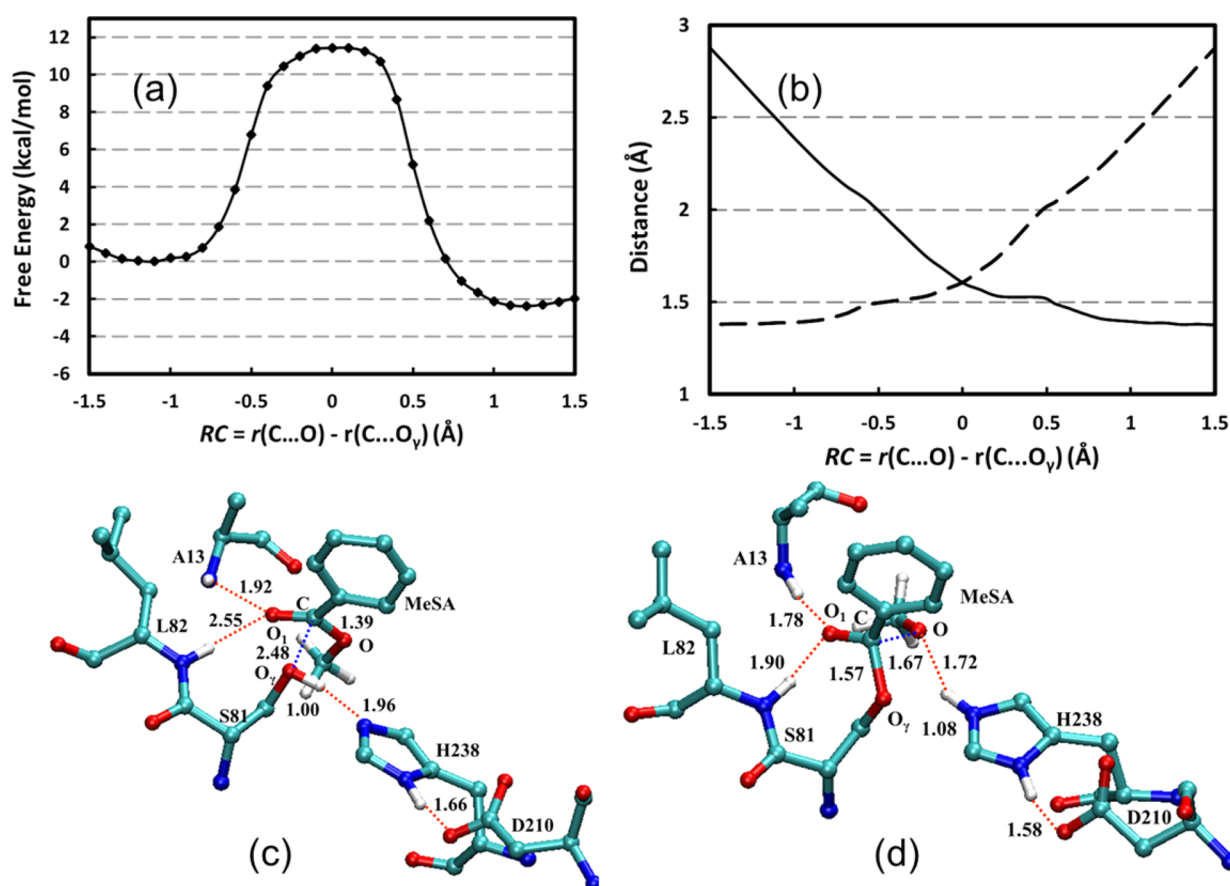 (a)
Free Energy (kcal/mol)
12
10
8
6
4
2
0
-2
-4
-6
-1.5 -1 -0.5 0 0.5 1 1.5
RC = r(C...O) - r(C...Oγ) (Å)
(b)
Distance (Å)
3
2.5
2
1.5
1
-1.5 -1 -0.5 0 0.5 1 1.5
RC = r(C...O) - r(C...Oγ) (Å)
A13
1.92
MeSA
L82
2.55
C
1.39
O1
O
2.48
Oγ
S81
1.00
1.96
H238
1.66
D210
(c)
A13
MeSA
1.78
O1
C
O
L82
1.90
1.57
1.67
1.72
Oγ
S81
1.08
H238
D210
1.58
(d)